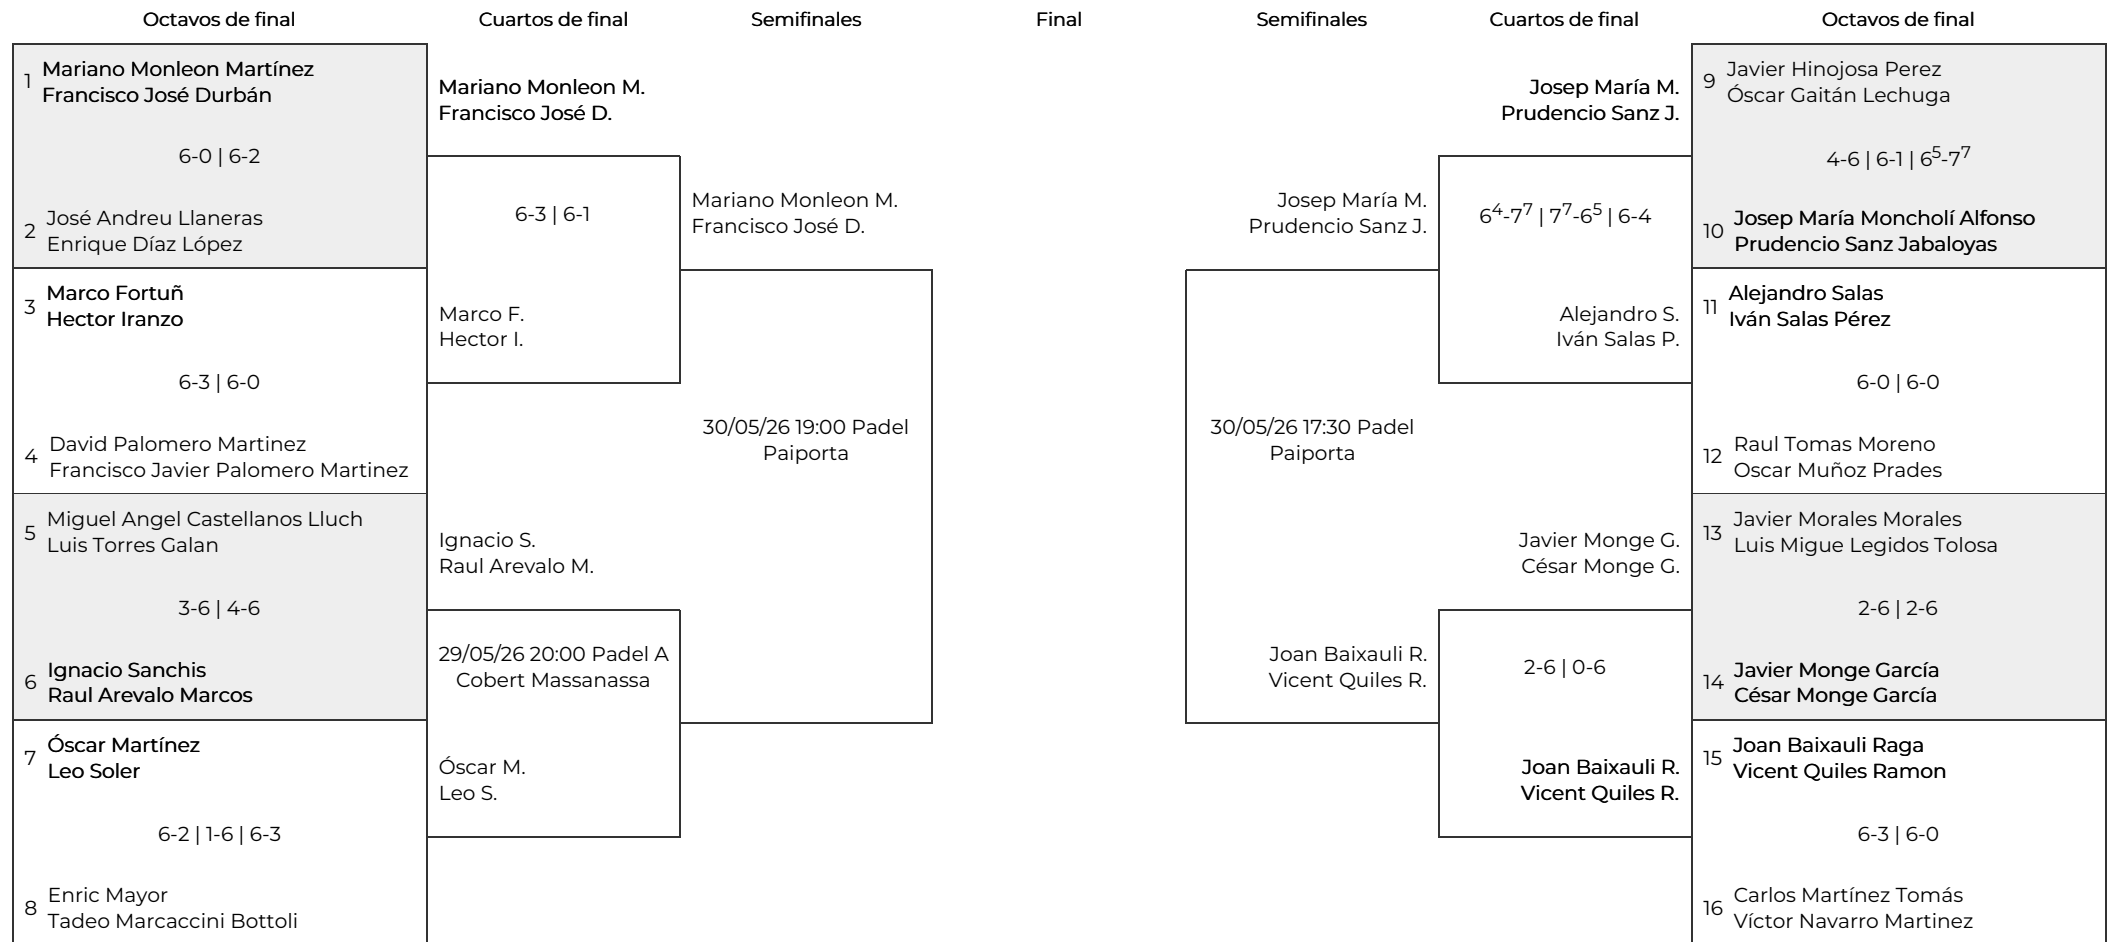 Octavos de final
Cuartos de final
Semifinales
Final
Semifinales
Cuartos de final
Octavos de final
1
Mariano Monleon Martínez
Francisco José Durbán
6-0 | 6-2
2
José Andreu Llaneras
Enrique Díaz López
3
Marco Fortuñ
Hector Iranzo
6-3 | 6-0
4
David Palomero Martinez
Francisco Javier Palomero Martinez
5
Miguel Angel Castellanos Lluch
Luis Torres Galan
3-6 | 4-6
6
Ignacio Sanchis
Raul Arevalo Marcos
7
Óscar Martínez
Leo Soler
6-2 | 1-6 | 6-3
8
Enric Mayor
Tadeo Marcaccini Bottoli
Mariano Monleon M.
Francisco José D.
6-3 | 6-1
Marco F.
Hector I.
Ignacio S.
Raul Arevalo M.
29/05/26 20:00 Padel A
Cobert Massanassa
Óscar M.
Leo S.
Mariano Monleon M.
Francisco José D.
30/05/26 19:00 Padel
Paiporta
Josep María M.
Prudencio Sanz J.
30/05/26 17:30 Padel
Paiporta
Joan Baixauli R.
Vicent Quiles R.
Josep María M.
Prudencio Sanz J.
6⁴-7⁷ | 7⁷-6⁵ | 6-4
Alejandro S.
Iván Salas P.
Javier Monge G.
César Monge G.
2-6 | 0-6
Joan Baixauli R.
Vicent Quiles R.
9
Javier Hinojosa Perez
Óscar Gaitán Lechuga
4-6 | 6-1 | 6⁵-7⁷
10
Josep María Moncholí Alfonso
Prudencio Sanz Jabaloyas
11
Alejandro Salas
Iván Salas Pérez
6-0 | 6-0
12
Raul Tomas Moreno
Oscar Muñoz Prades
13
Javier Morales Morales
Luis Migue Legidos Tolosa
2-6 | 2-6
14
Javier Monge García
César Monge García
15
Joan Baixauli Raga
Vicent Quiles Ramon
6-3 | 6-0
16
Carlos Martínez Tomás
Víctor Navarro Martinez